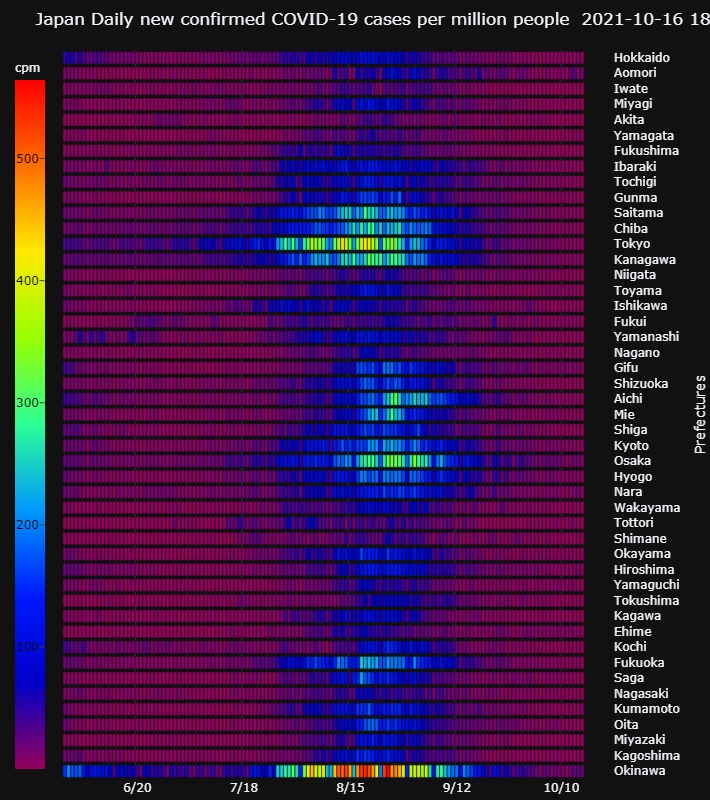 Japan Daily new confirmed COVID-19 cases per million people 2021-10-16 18
cpm
500
400
300
200
100
Hokkaido
Aomori
Iwate
Miyagi
Akita
Yamagata
Fukushima
Ibaraki
Tochigi
Gunma
Saitama
Chiba
Tokyo
Kanagawa
Niigata
Toyama
Ishikawa
Fukui
Yamanashi
Nagano
Gifu
Shizuoka
Aichi
Mie
Shiga
Kyoto
Osaka
Hyogo
Nara
Wakayama
Tottori
Shimane
Okayama
Hiroshima
Yamaguchi
Tokushima
Kagawa
Ehime
Kochi
Fukuoka
Saga
Nagasaki
Kumamoto
Oita
Miyazaki
Kagoshima
Okinawa
Prefectures
6/20 7/18 8/15 9/12 10/10